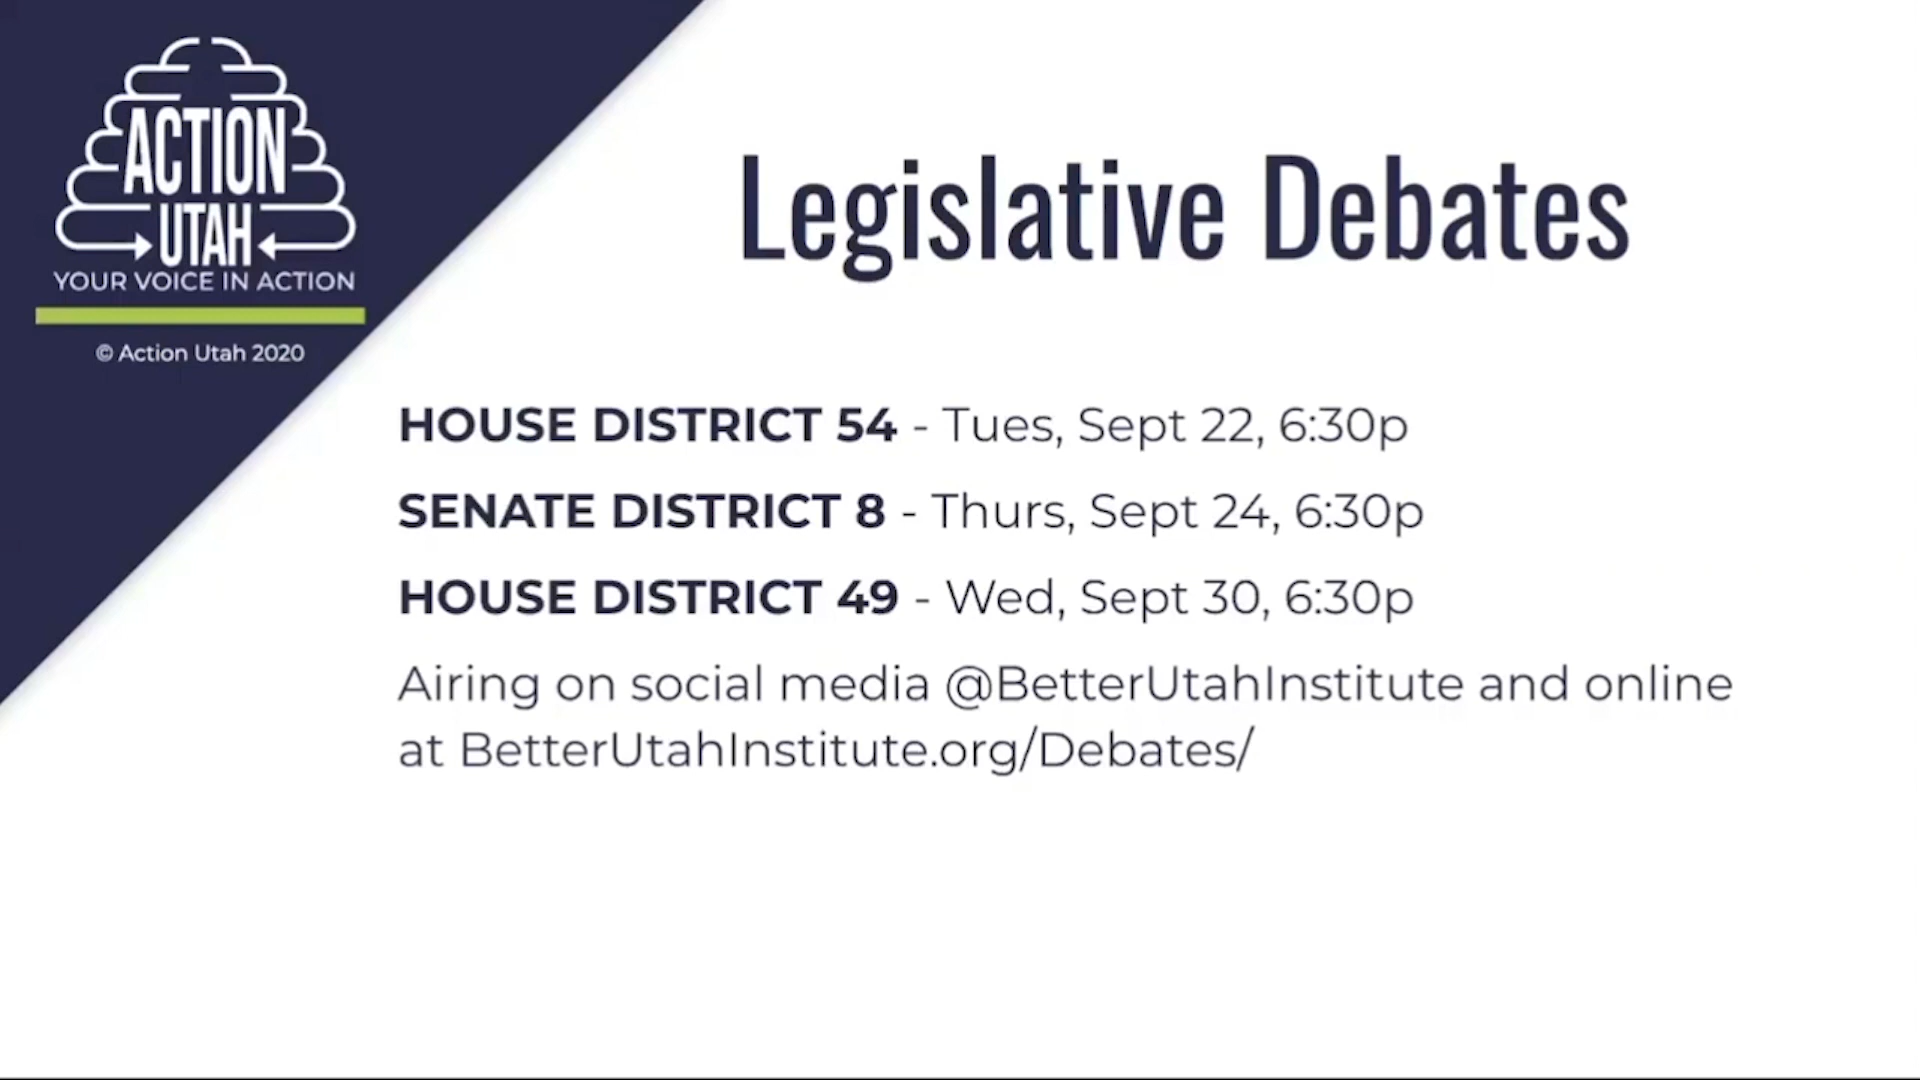 ACTION
UTAH
YOUR VOICE IN ACTION
© Action Utah 2020
Legislative Debates
HOUSE DISTRICT 54 - Tues, Sept 22, 6:30p
SENATE DISTRICT 8 - Thurs, Sept 24, 6:30p
HOUSE DISTRICT 49 - Wed, Sept 30, 6:30p
Airing on social media @BetterUtahInstitute and online
at BetterUtahInstitute.org/Debates/